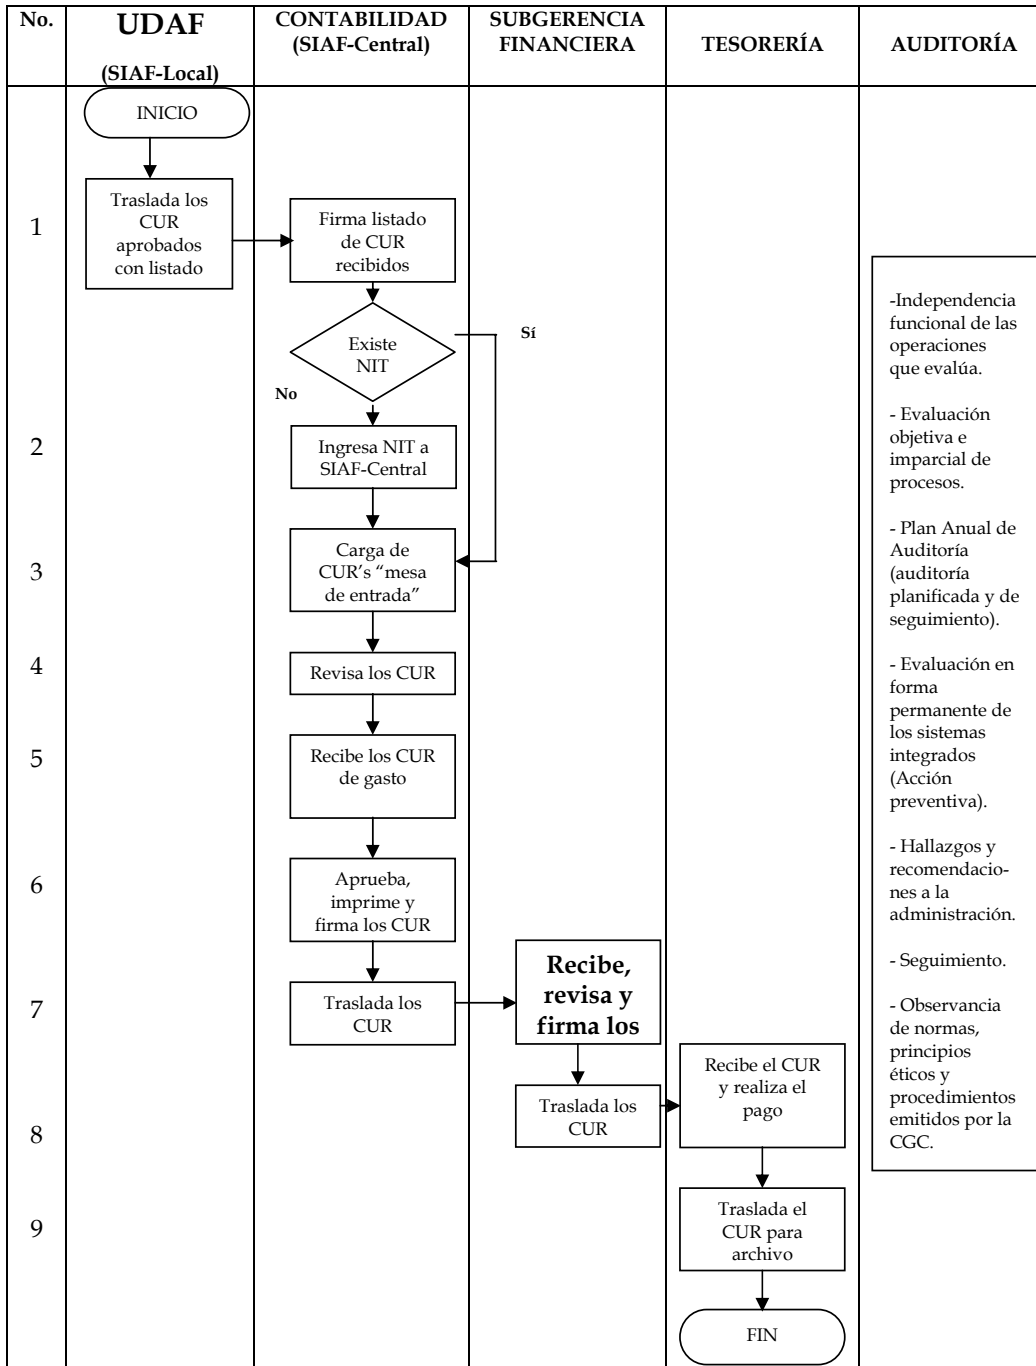 No.
UDAF
(SIAF-Local)
CONTABILIDAD
(SIAF-Central)
SUBGERENCIA
FINANCIERA
TESORERÍA
AUDITORÍA
INICIO
1
Traslada los
CUR
aprobados
con listado
Firma listado
de CUR
recibidos
Existe
NIT
Sí
No
2
Ingresa NIT a
SIAF-Central
3
Carga de
CUR's “mesa
de entrada”
4
Revisa los CUR
5
Recibe los CUR
de gasto
6
Aprueba,
imprime y
firma los CUR
7
Traslada los
CUR
Recibe,
revisa y
firma los
8
Traslada los
CUR
Recibe el CUR
y realiza el
pago
9
Traslada el
CUR para
archivo
FIN
-Independencia
funcional de las
operaciones
que evalúa.
- Evaluación
objetiva e
imparcial de
procesos.
- Plan Anual de
Auditoría
(auditoría
planificada y de
seguimiento).
- Evaluación en
forma
permanente de
los sistemas
integrados
(Acción
preventiva).
- Hallazgos y
recomendacio-
nes a la
administración.
- Seguimiento.
- Observancia
de normas,
principios
éticos y
procedimientos
emitidos por la
CGC.